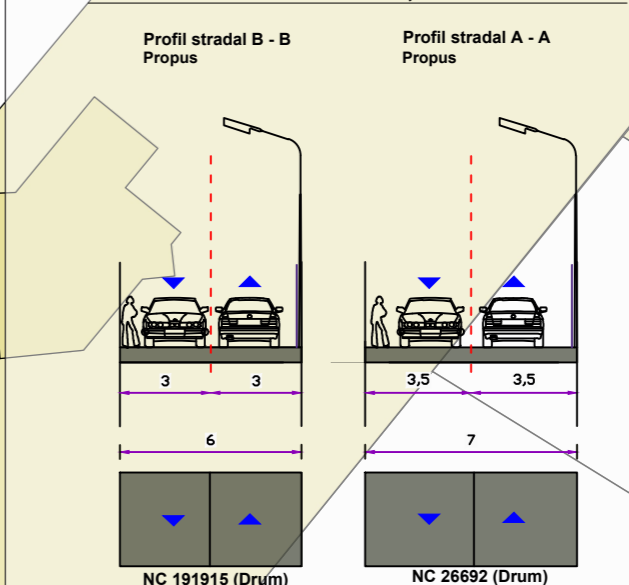 Profil stradal B - B
Propus
3
3
6
NC 191915 (Drum)
Profil stradal A - A
Propus
3,5
3,5
7
NC 26692 (Drum)